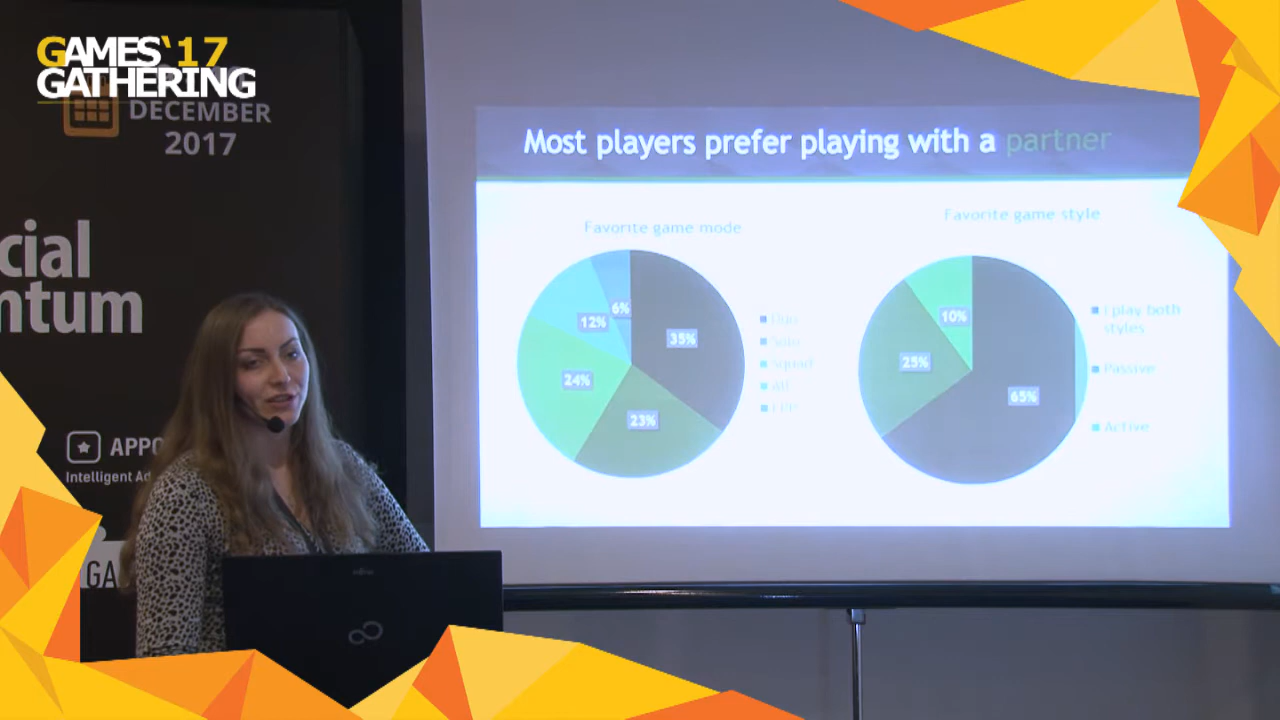 GAMES'17
GATHERING
DECEMBER
2017
cial
ntum
APPO
Intelligent Ad
GA
Most players prefer playing with a partner
Favorite game mode
6%
12%
35%
24%
23%
Duo
Solo
Squad
All
Favorite game style
10%
25%
65%
I play both
styles
Passive
Active